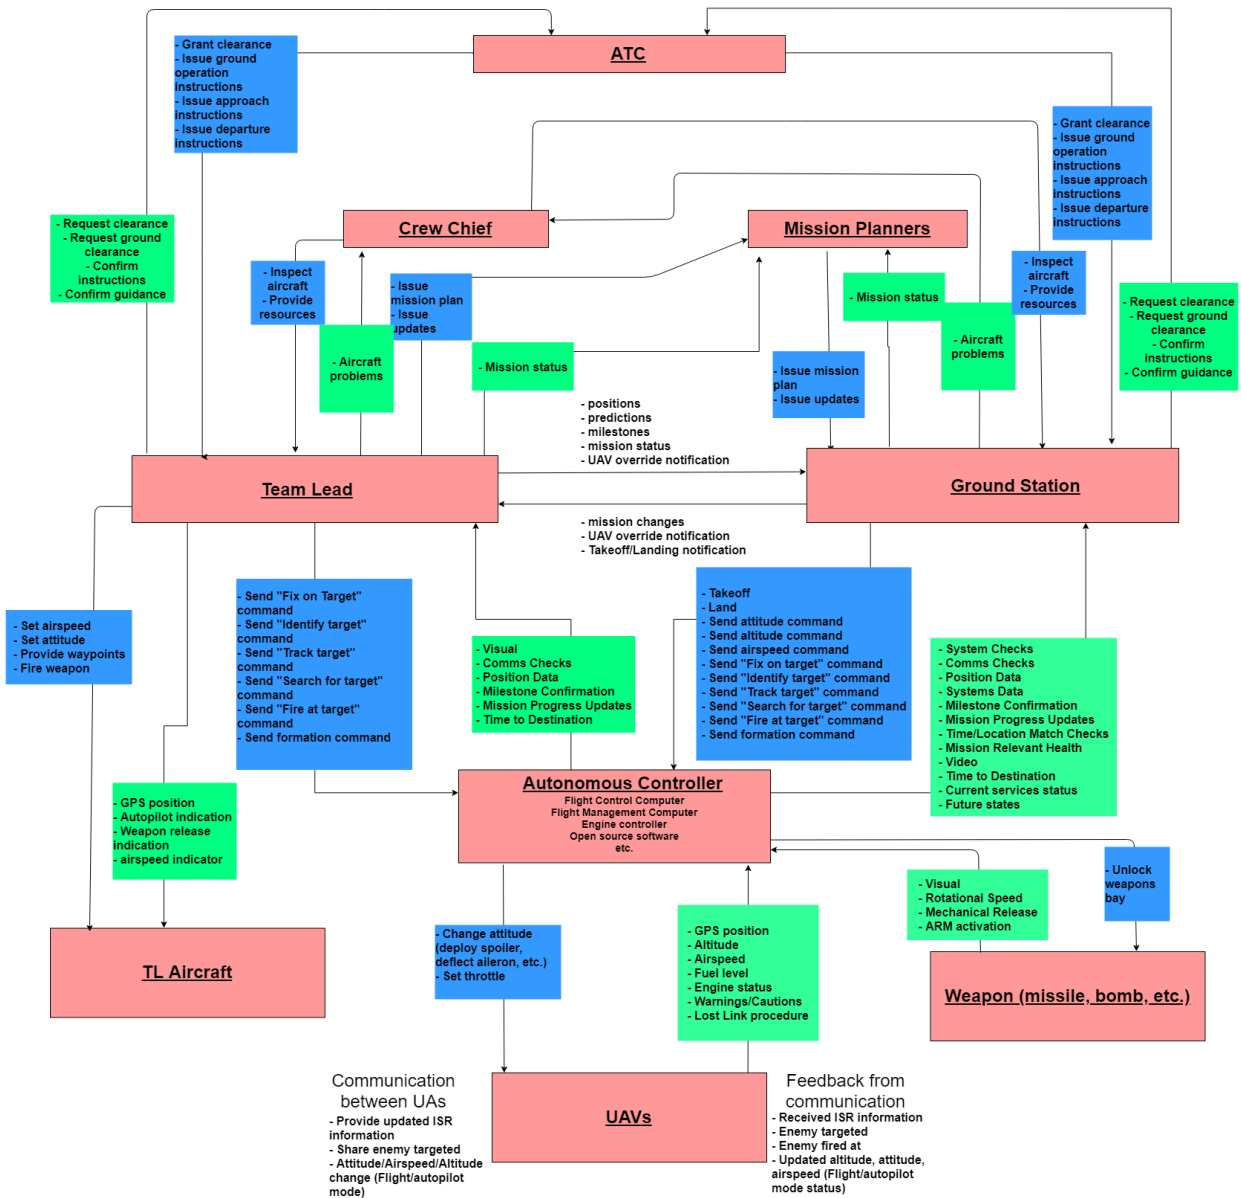 ATC
- Grant clearance
- Issue ground
operation
instructions
- Issue approach
instructions
- Issue departure
instructions
- Grant clearance
- Issue ground
operation
instructions
- Issue approach
instructions
- Issue departure
instructions
- Request clearance
- Request ground
clearance
- Confirm
instructions
- Confirm guidance
Crew Chief
Mission Planners
- Inspect
aircraft
- Provide
resources
- Issue
mission plan
- Issue
updates
- Aircraft
problems
- Mission status
- Mission status
- Issue mission
plan
- Issue updates
- Aircraft
problems
- Inspect
aircraft
- Provide
resources
- Request clearance
- Request ground
clearance
- Confirm
instructions
- Confirm guidance
- positions
- predictions
- milestones
- mission status
- UAV override notification
Team Lead
Ground Station
- mission changes
- UAV override notification
- Takeoff/Landing notification
- Set airspeed
- Set attitude
- Provide waypoints
- Fire weapon
- Send "Fix on Target"
command
- Send "Identify target"
command
- Send "Track target"
command
- Send "Search for target"
command
- Send "Fire at target"
command
- Send formation command
- Visual
- Comms Checks
- Position Data
- Milestone Confirmation
- Mission Progress Updates
- Time to Destination
- Takeoff
- Land
- Send attitude command
- Send altitude command
- Send airspeed command
- Send "Fix on target" command
- Send "Identify target" command
- Send "Track target" command
- Send "Search for target" command
- Send "Fire at target" command
- Send formation command
- System Checks
- Comms Checks
- Position Data
- Systems Data
- Milestone Confirmation
- Mission Progress Updates
- Time/Location Match Checks
- Mission Relevant Health
- Video
- Time to Destination
- Current services status
- Future states
- GPS position
- Autopilot indication
- Weapon release
indication
- airspeed indicator
Autonomous Controller
Flight Control Computer
Flight Management Computer
Engine controller
Open source software
etc.
- Visual
- Rotational Speed
- Mechanical Release
- ARM activation
- Unlock
weapons
bay
TL Aircraft
- Change attitude
(deploy spoiler,
deflect aileron, etc.)
- Set throttle
- GPS position
- Altitude
- Airspeed
- Fuel level
- Engine status
- Warnings/Cautions
- Lost Link procedure
Weapon (missile, bomb, etc.)
Communication
between UAs
- Provide updated ISR
information
- Share enemy targeted
- Attitude/Airspeed/Altitude
change (Flight/autopilot
mode)
UAVs
Feedback from
communication
- Received ISR information
- Enemy targeted
- Enemy fired at
- Updated altitude, attitude,
airspeed (Flight/autopilot
mode status)